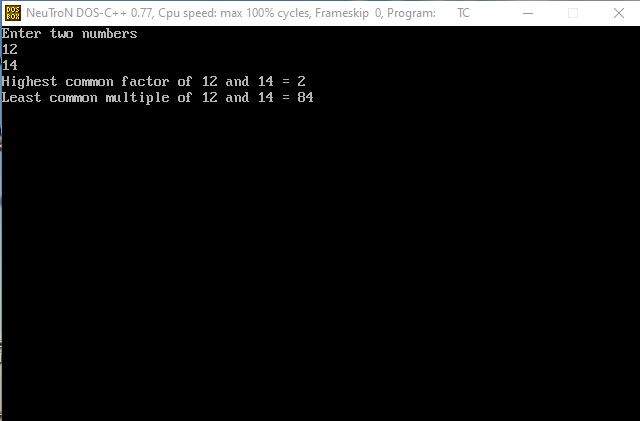 DOS BOX
NeuTroN DOS-C++ 0.77, Cpu speed: max 100% cycles, Frameskip 0, Program: TC
Enter two numbers
12
14
Highest common factor of 12 and 14 = 2
Least common multiple of 12 and 14 = 84